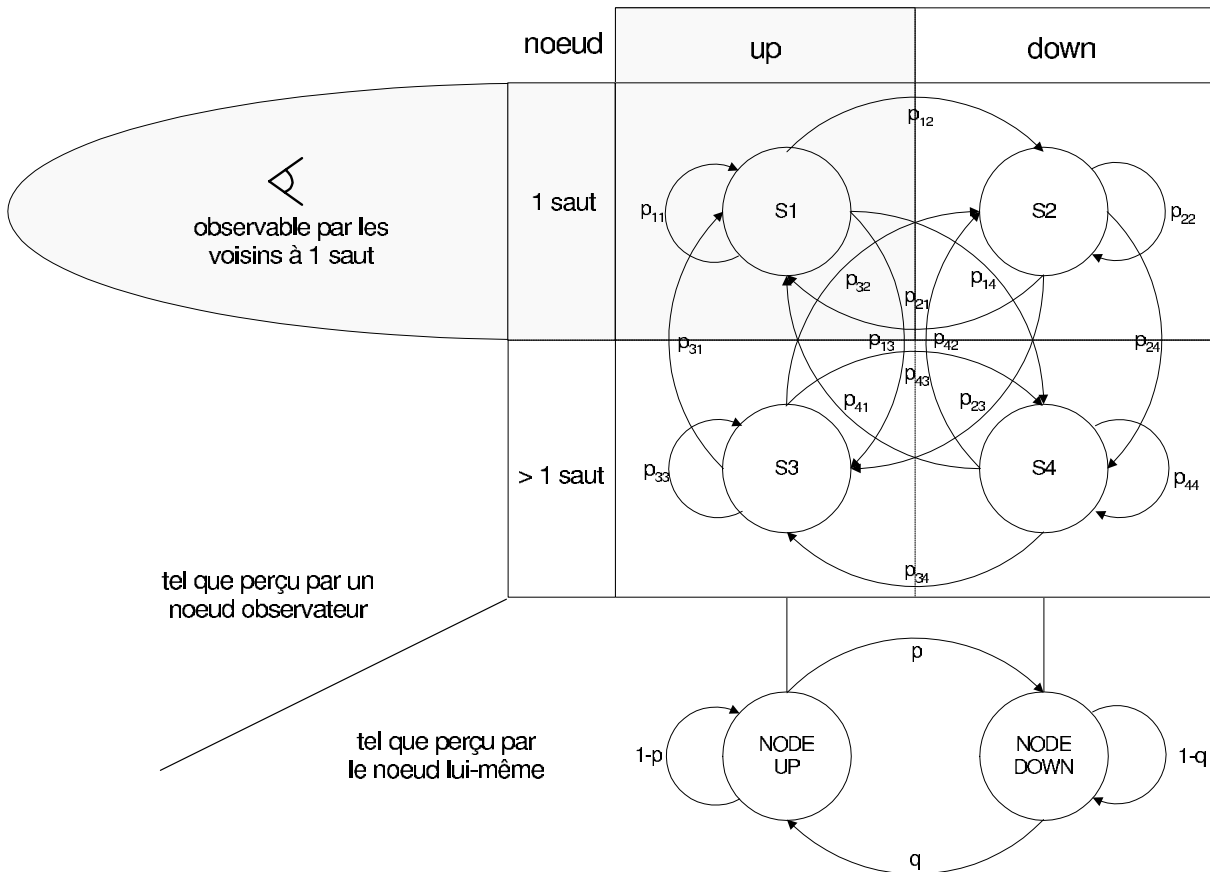 noeud
up
down
p12
1 saut
p11
S1
S2
p22
observable par les
voisins à 1 saut
p32
p14
p21
p31
p13
p42
p24
p43
p41
p23
> 1 saut
p33
S3
S4
p44
p34
tel que perçu par un
noeud observateur
p
tel que perçu par
le noeud lui-même
1-p
NODE
UP
NODE
DOWN
1-q
q